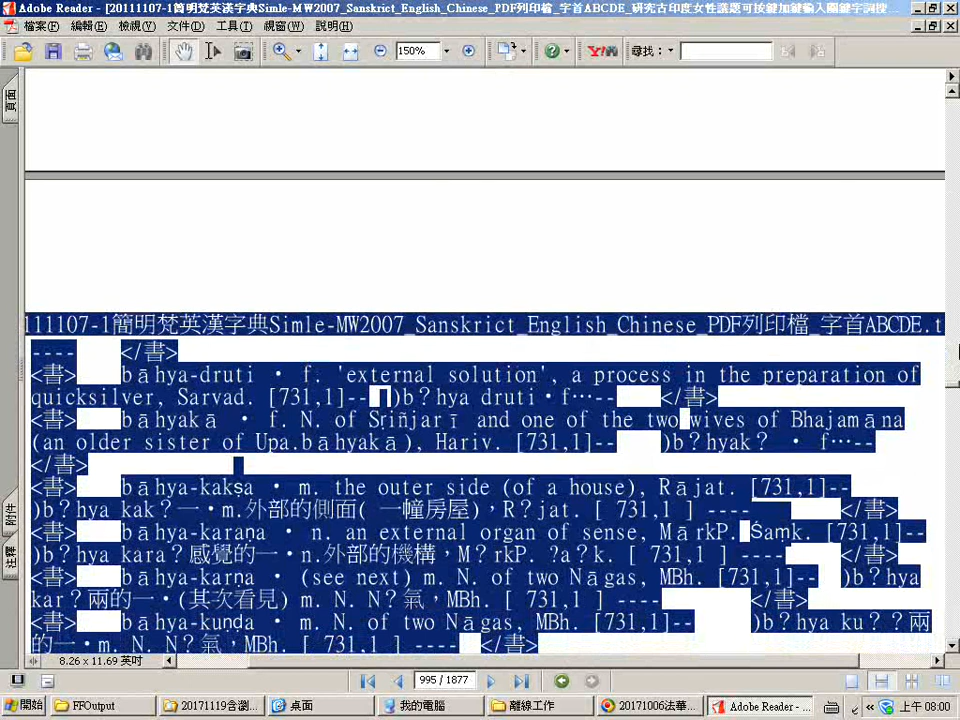 Adobe Reader - [20111107-1簡明梵英漢字典Simle-MW2007_Sanskrict_English_Chinese_PDF列印檔_字首ABCDE_研究古印度女性議題可按鍵加鍵輸入關鍵字詞搜...
檔案(F) 編輯(E) 檢視(V) 文件(D) 工具(T) 視窗(W) 說明(H)
150% Y! 尋找：
頁面
111107-1簡明梵英漢字典Simle-MW2007_Sanskrict_English_Chinese_PDF列印檔_字首ABCDE.t
---- </書>
<書> bāhya-druti · f. 'external solution', a process in the preparation of
quicksilver, Sarvad. [731,1]-- )b？hya druti·f…-- </書>
<書> bāhyakā · f. N. of Sṛiñjarī and one of the two wives of Bhajamāna
(an older sister of Upa.bāhyakā), Hariv. [731,1]-- )b？hyak？ · f…--
</書>
<書> bāhya-kakṣa · m. the outer side (of a house), Rājat. [731,1]--
)b？hya kak？一·m.外部的側面( 一幢房屋)，R？jat. [ 731,1 ] ---- </書>
<書> bāhya-karaṇa · n. an external organ of sense, MārkP. Śaṃk. [731,1]--
)b？hya kara？感覺的一·n.外部的機構，M？rkP. ?a？k. [ 731,1 ] ---- </書>
<書> bāhya-karṇa · (see next) m. N. of two Nāgas, MBh. [731,1]-- )b？hya
kar？兩的一·(其次看見) m. N. N？氣，MBh. [ 731,1 ] ---- </書>
<書> bāhya-kuṇḍa · m. N. of two Nāgas, MBh. [731,1]-- )b？hya ku？？兩
的一·m. N. N？氣，MBh. [ 731,1 ] ---- </書>
附件
注釋
8.26 x 11.69 英吋
995 / 1877
開始 FFOutput 20171119含瀏... 桌面 我的電腦 離線工作 20171006法華... Adobe Reader - ... 上午 08:00